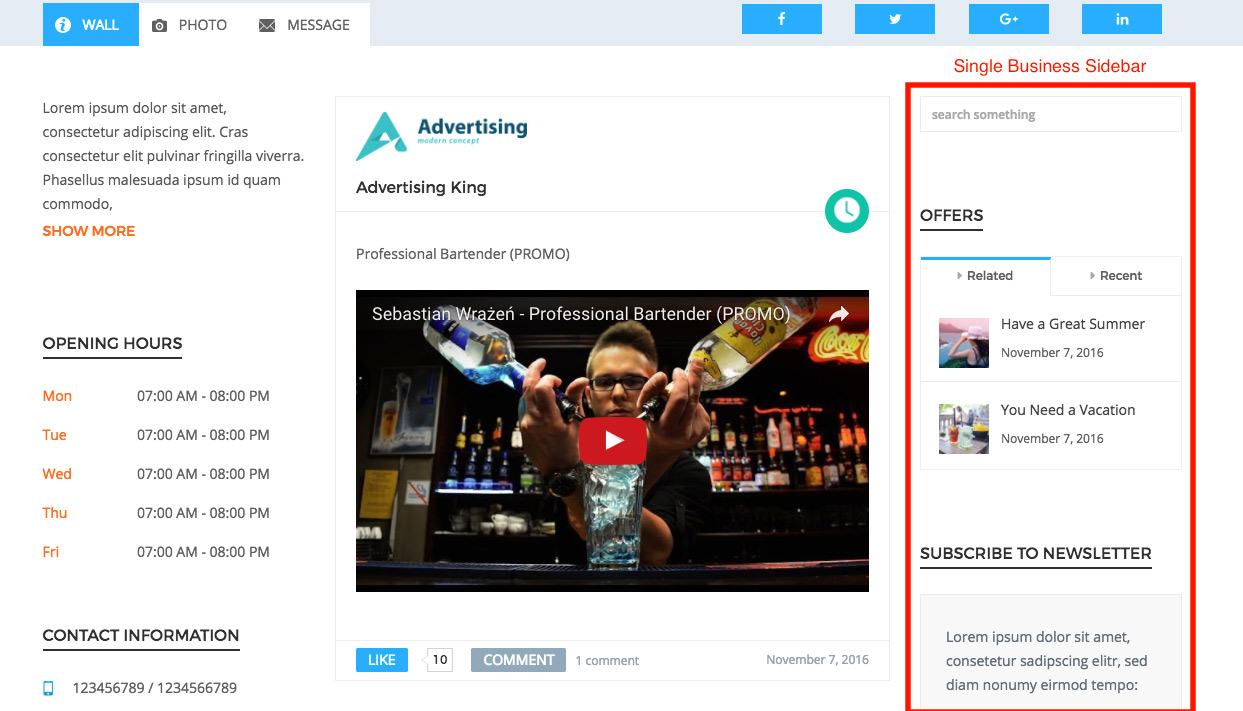 WALL
PHOTO
MESSAGE
f
G+
in
Single Business Sidebar
Lorem ipsum dolor sit amet,
consectetur adipiscing elit. Cras
consectetur elit pulvinar fringilla viverra.
Phasellus malesuada ipsum id quam
commodo,
SHOW MORE
OPENING HOURS
Mon 07:00 AM - 08:00 PM
Tue 07:00 AM - 08:00 PM
Wed 07:00 AM - 08:00 PM
Thu 07:00 AM - 08:00 PM
Fri 07:00 AM - 08:00 PM
CONTACT INFORMATION
123456789 / 1234566789
Advertising
modern concept
Advertising King
Professional Bartender (PROMO)
Sebastian Wrażeń - Professional Bartender (PROMO)
Coca-Co
LIKE 10 COMMENT 1 comment November 7, 2016
search something
OFFERS
Related Recent
Have a Great Summer
November 7, 2016
You Need a Vacation
November 7, 2016
SUBSCRIBE TO NEWSLETTER
Lorem ipsum dolor sit amet,
consetetur sadipscing elitr, sed
diam nonumy eirmod tempo: